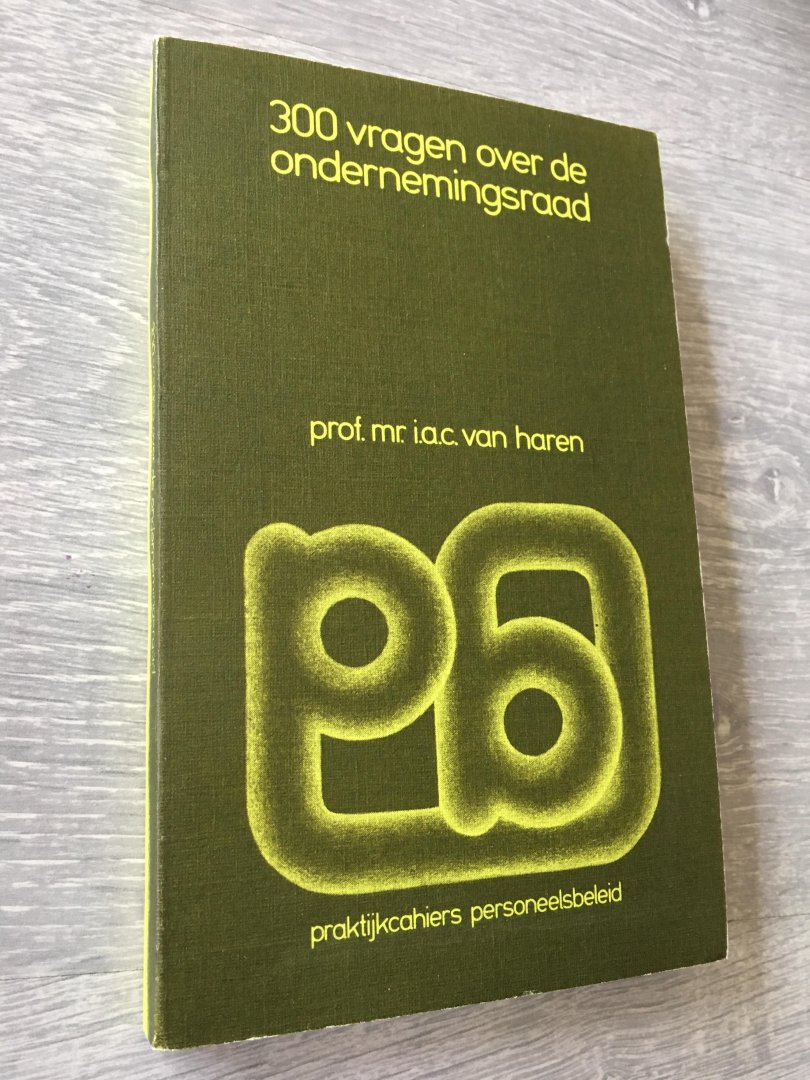 300 vragen over de
ondernemingsraad
prof. mr. i.a.c. van haren
pb
praktijkcahiers personeelsbeleid